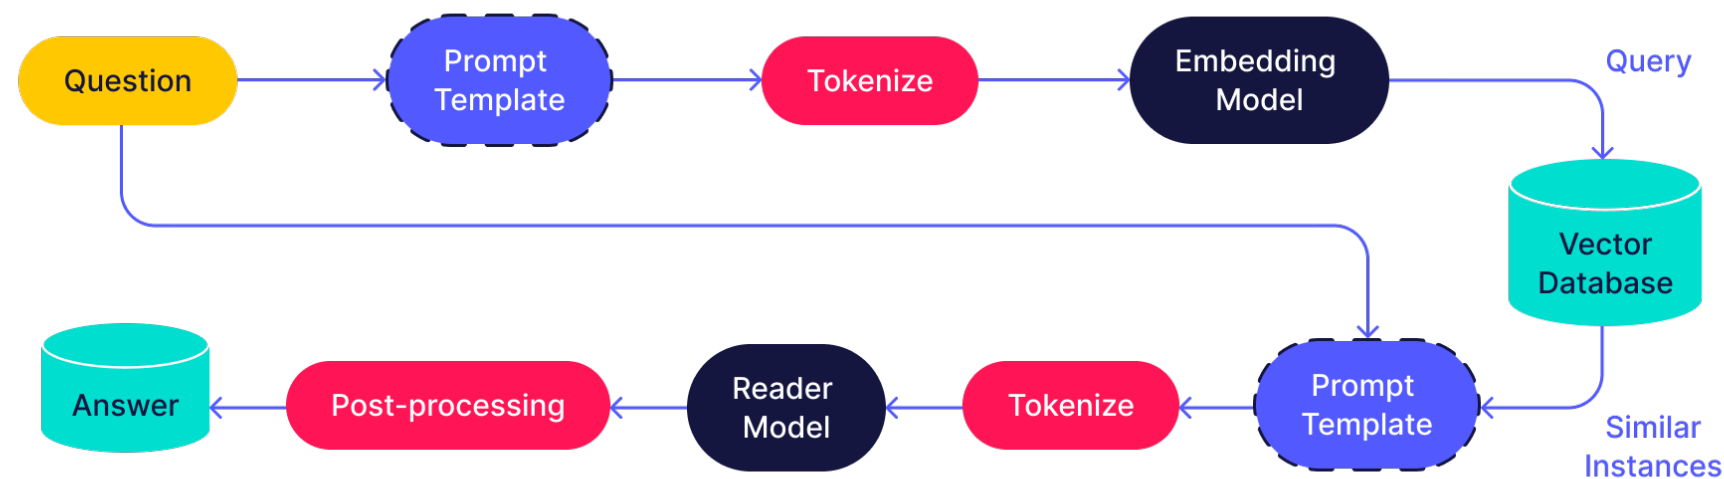 Question
Prompt
Template
Tokenize
Embedding
Model
Query
Vector
Database
Similar
Instances
Prompt
Template
Tokenize
Reader
Model
Post-processing
Answer